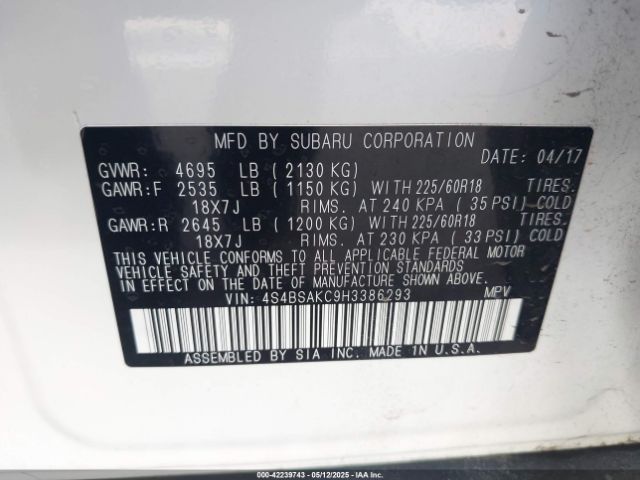 MFD BY SUBARU CORPORATION
GVWR: 4695 LB (2130 KG) DATE: 04/17
GAWR:F 2535 LB (1150 KG) WITH 225/60R18 TIRES.
18X7J RIMS. AT 240 KPA (35 PSI) COLD
GAWR:R 2645 LB (1200 KG) WITH 225/60R18 TIRES.
18X7J RIMS. AT 230 KPA (33 PSI) COLD
THIS VEHICLE CONFORMS TO ALL APPLICABLE FEDERAL MOTOR
VEHICLE SAFETY AND THEFT PREVENTION STANDARDS
IN EFFECT ON THE DATE OF MANUFACTURE SHOWN ABOVE.
VIN: 4S4BSAKC9H3386293 MPV
ASSEMBLED BY SIA INC. MADE IN U.S.A.
000-42239743 - 05/12/2025 - IAA Inc.